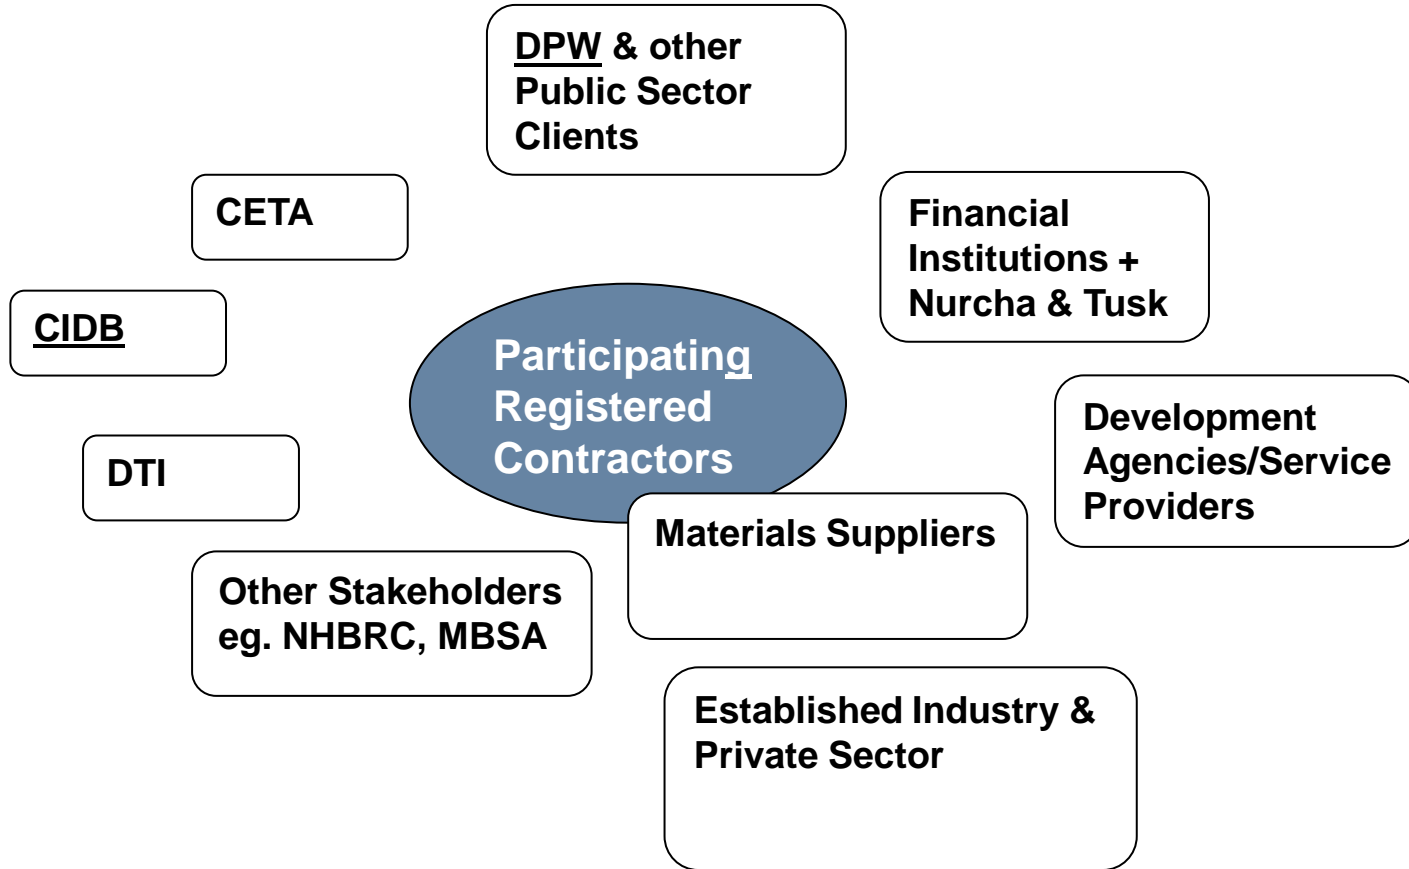 DPW & other
Public Sector
Clients
CETA
Financial
Institutions +
Nurcha & Tusk
CIDB
Participating
Registered
Contractors
Development
Agencies/Service
Providers
DTI
Materials Suppliers
Other Stakeholders
eg. NHBRC, MBSA
Established Industry &
Private Sector